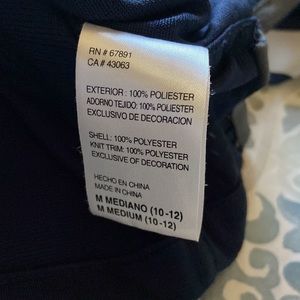 RN # 67891
CA # 43063
EXTERIOR : 100% POLIESTER
ADORNO TEJIDO: 100% POLIESTER
EXCLUSIVO DE DECORACION
SHELL: 100% POLYESTER
KNIT TRIM: 100% POLYESTER
EXCLUSIVE OF DECORATION
HECHO EN CHINA
MADE IN CHINA
M MEDIANO (10-12)
M MEDIUM (10-12)